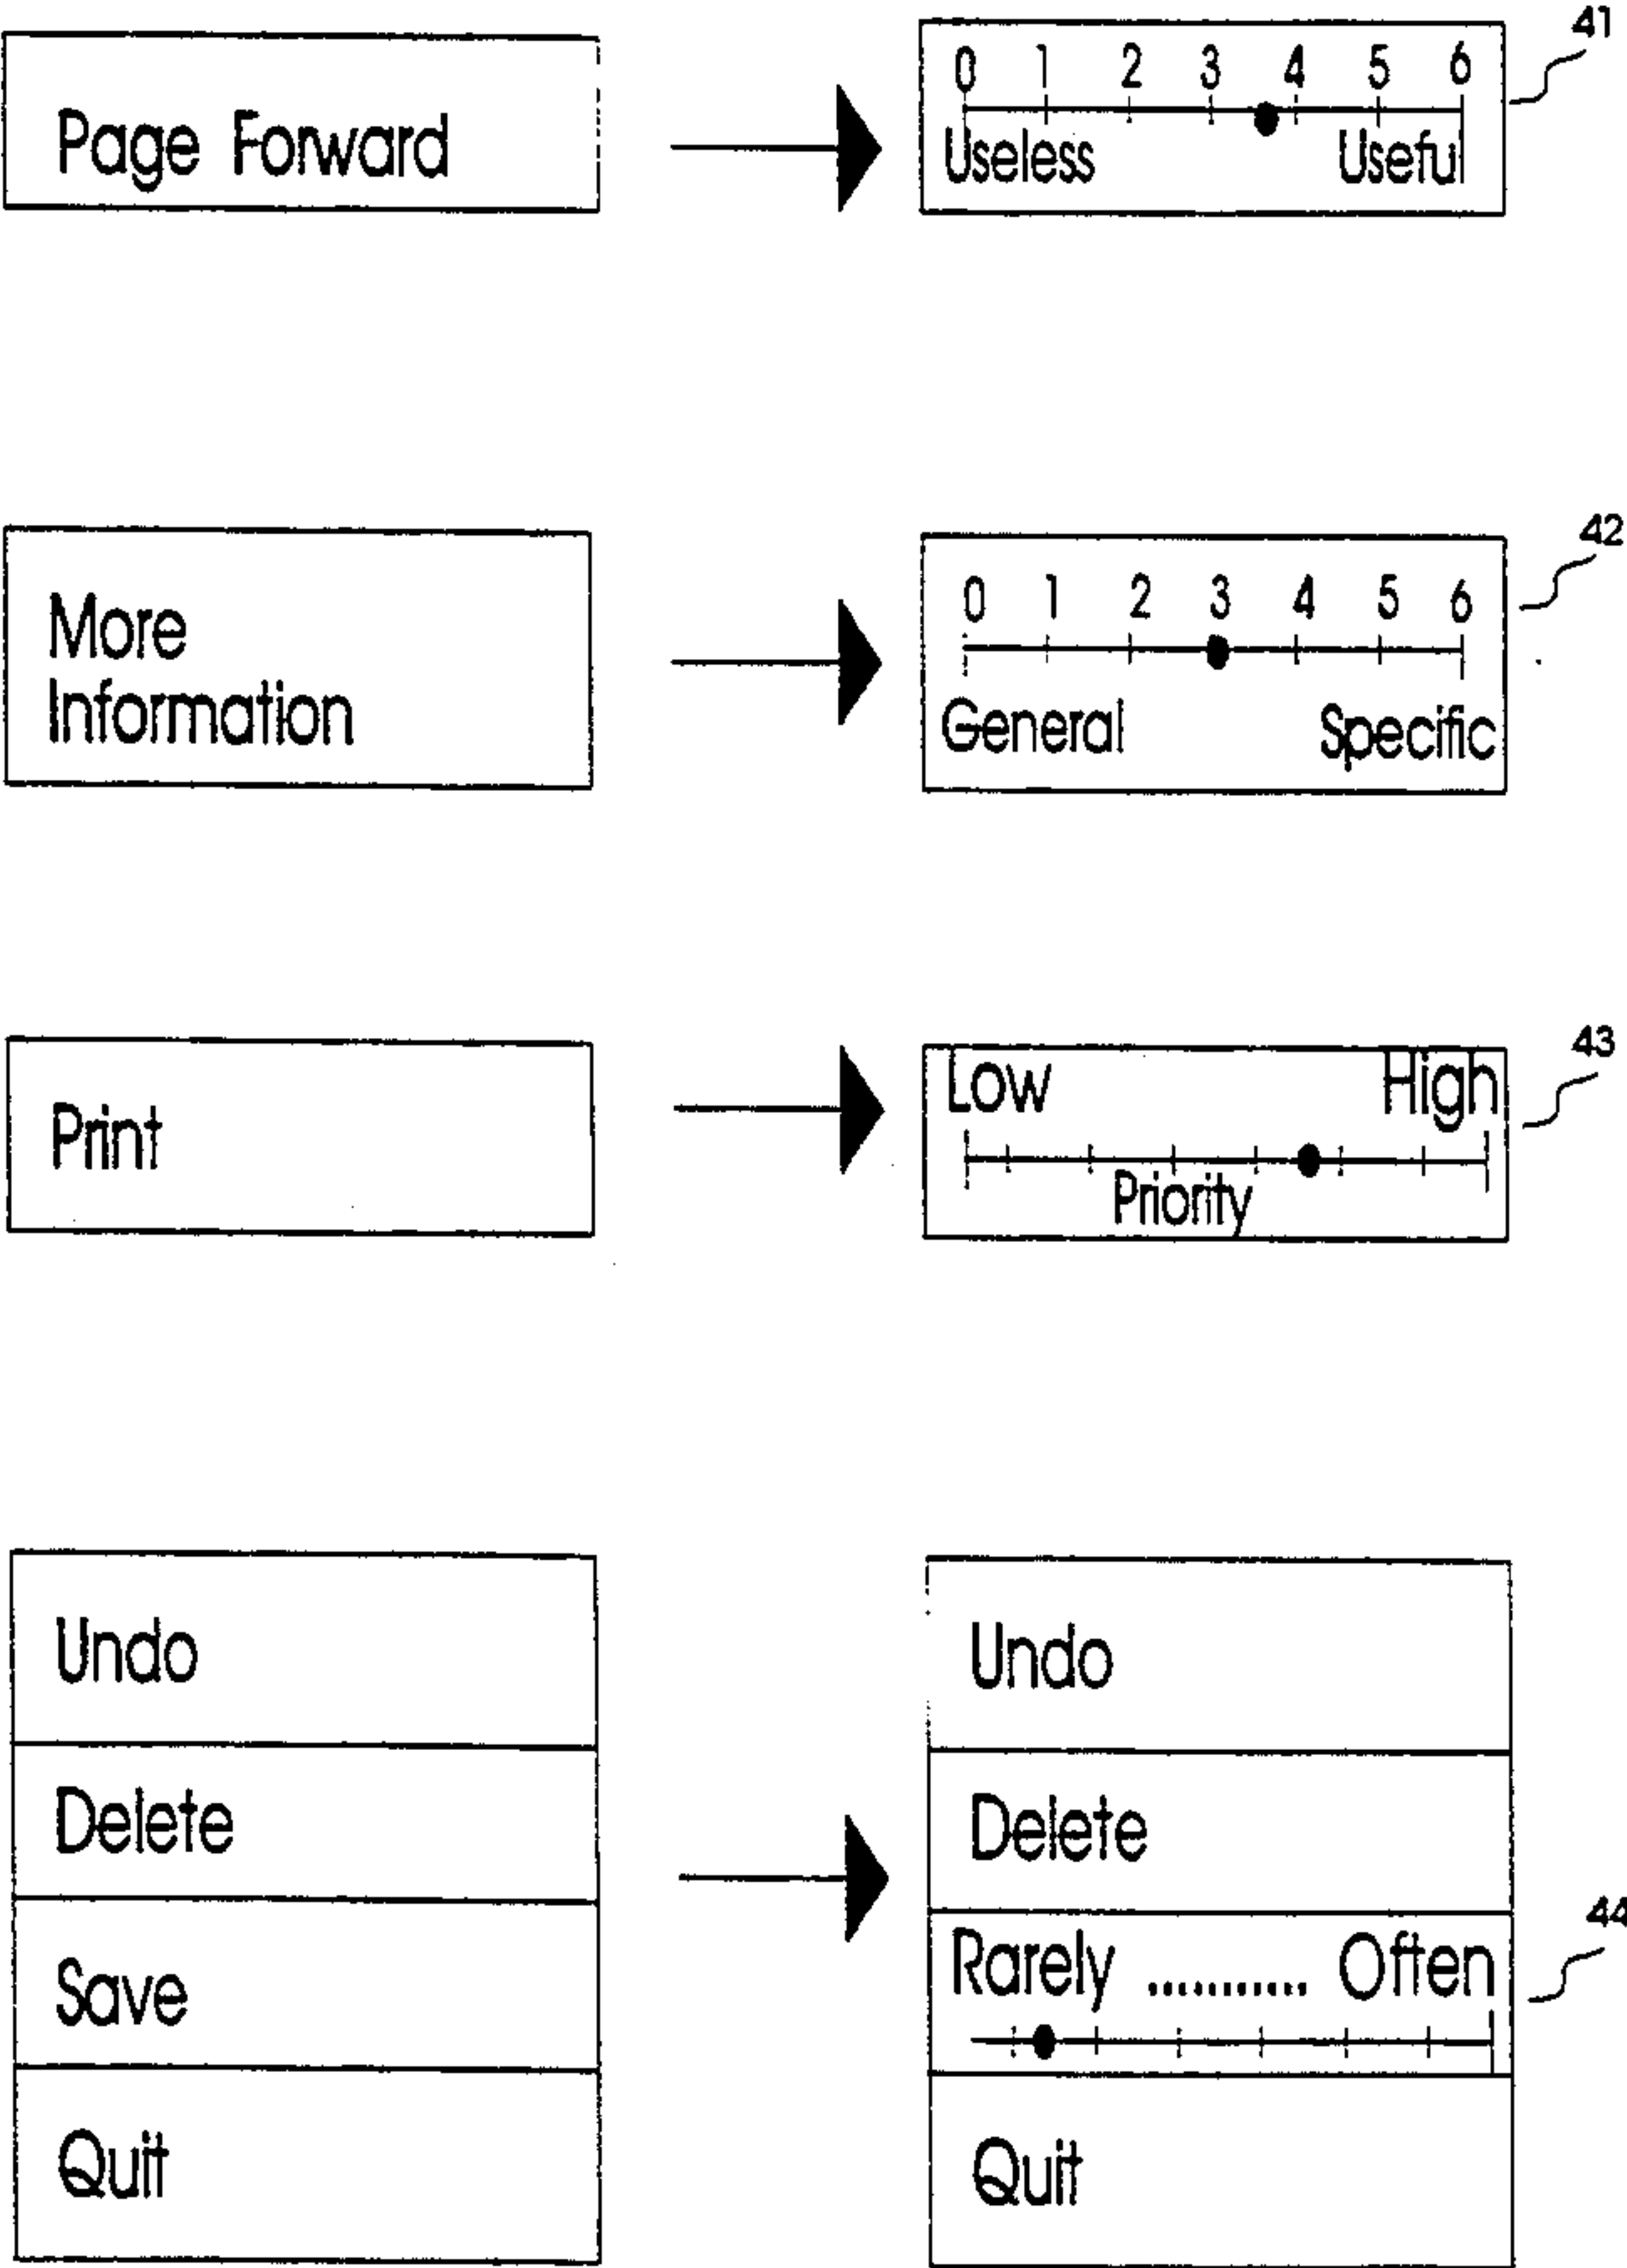 41
0 1 2 3 4 5 6
Page Forward
Useless Useful
42
0 1 2 3 4 5 6
More
Information
General Specific
43
Low High
Print
Priority
Undo
Delete
Save
Quit
Undo
Delete
44
Rarely ........... Often
Quit